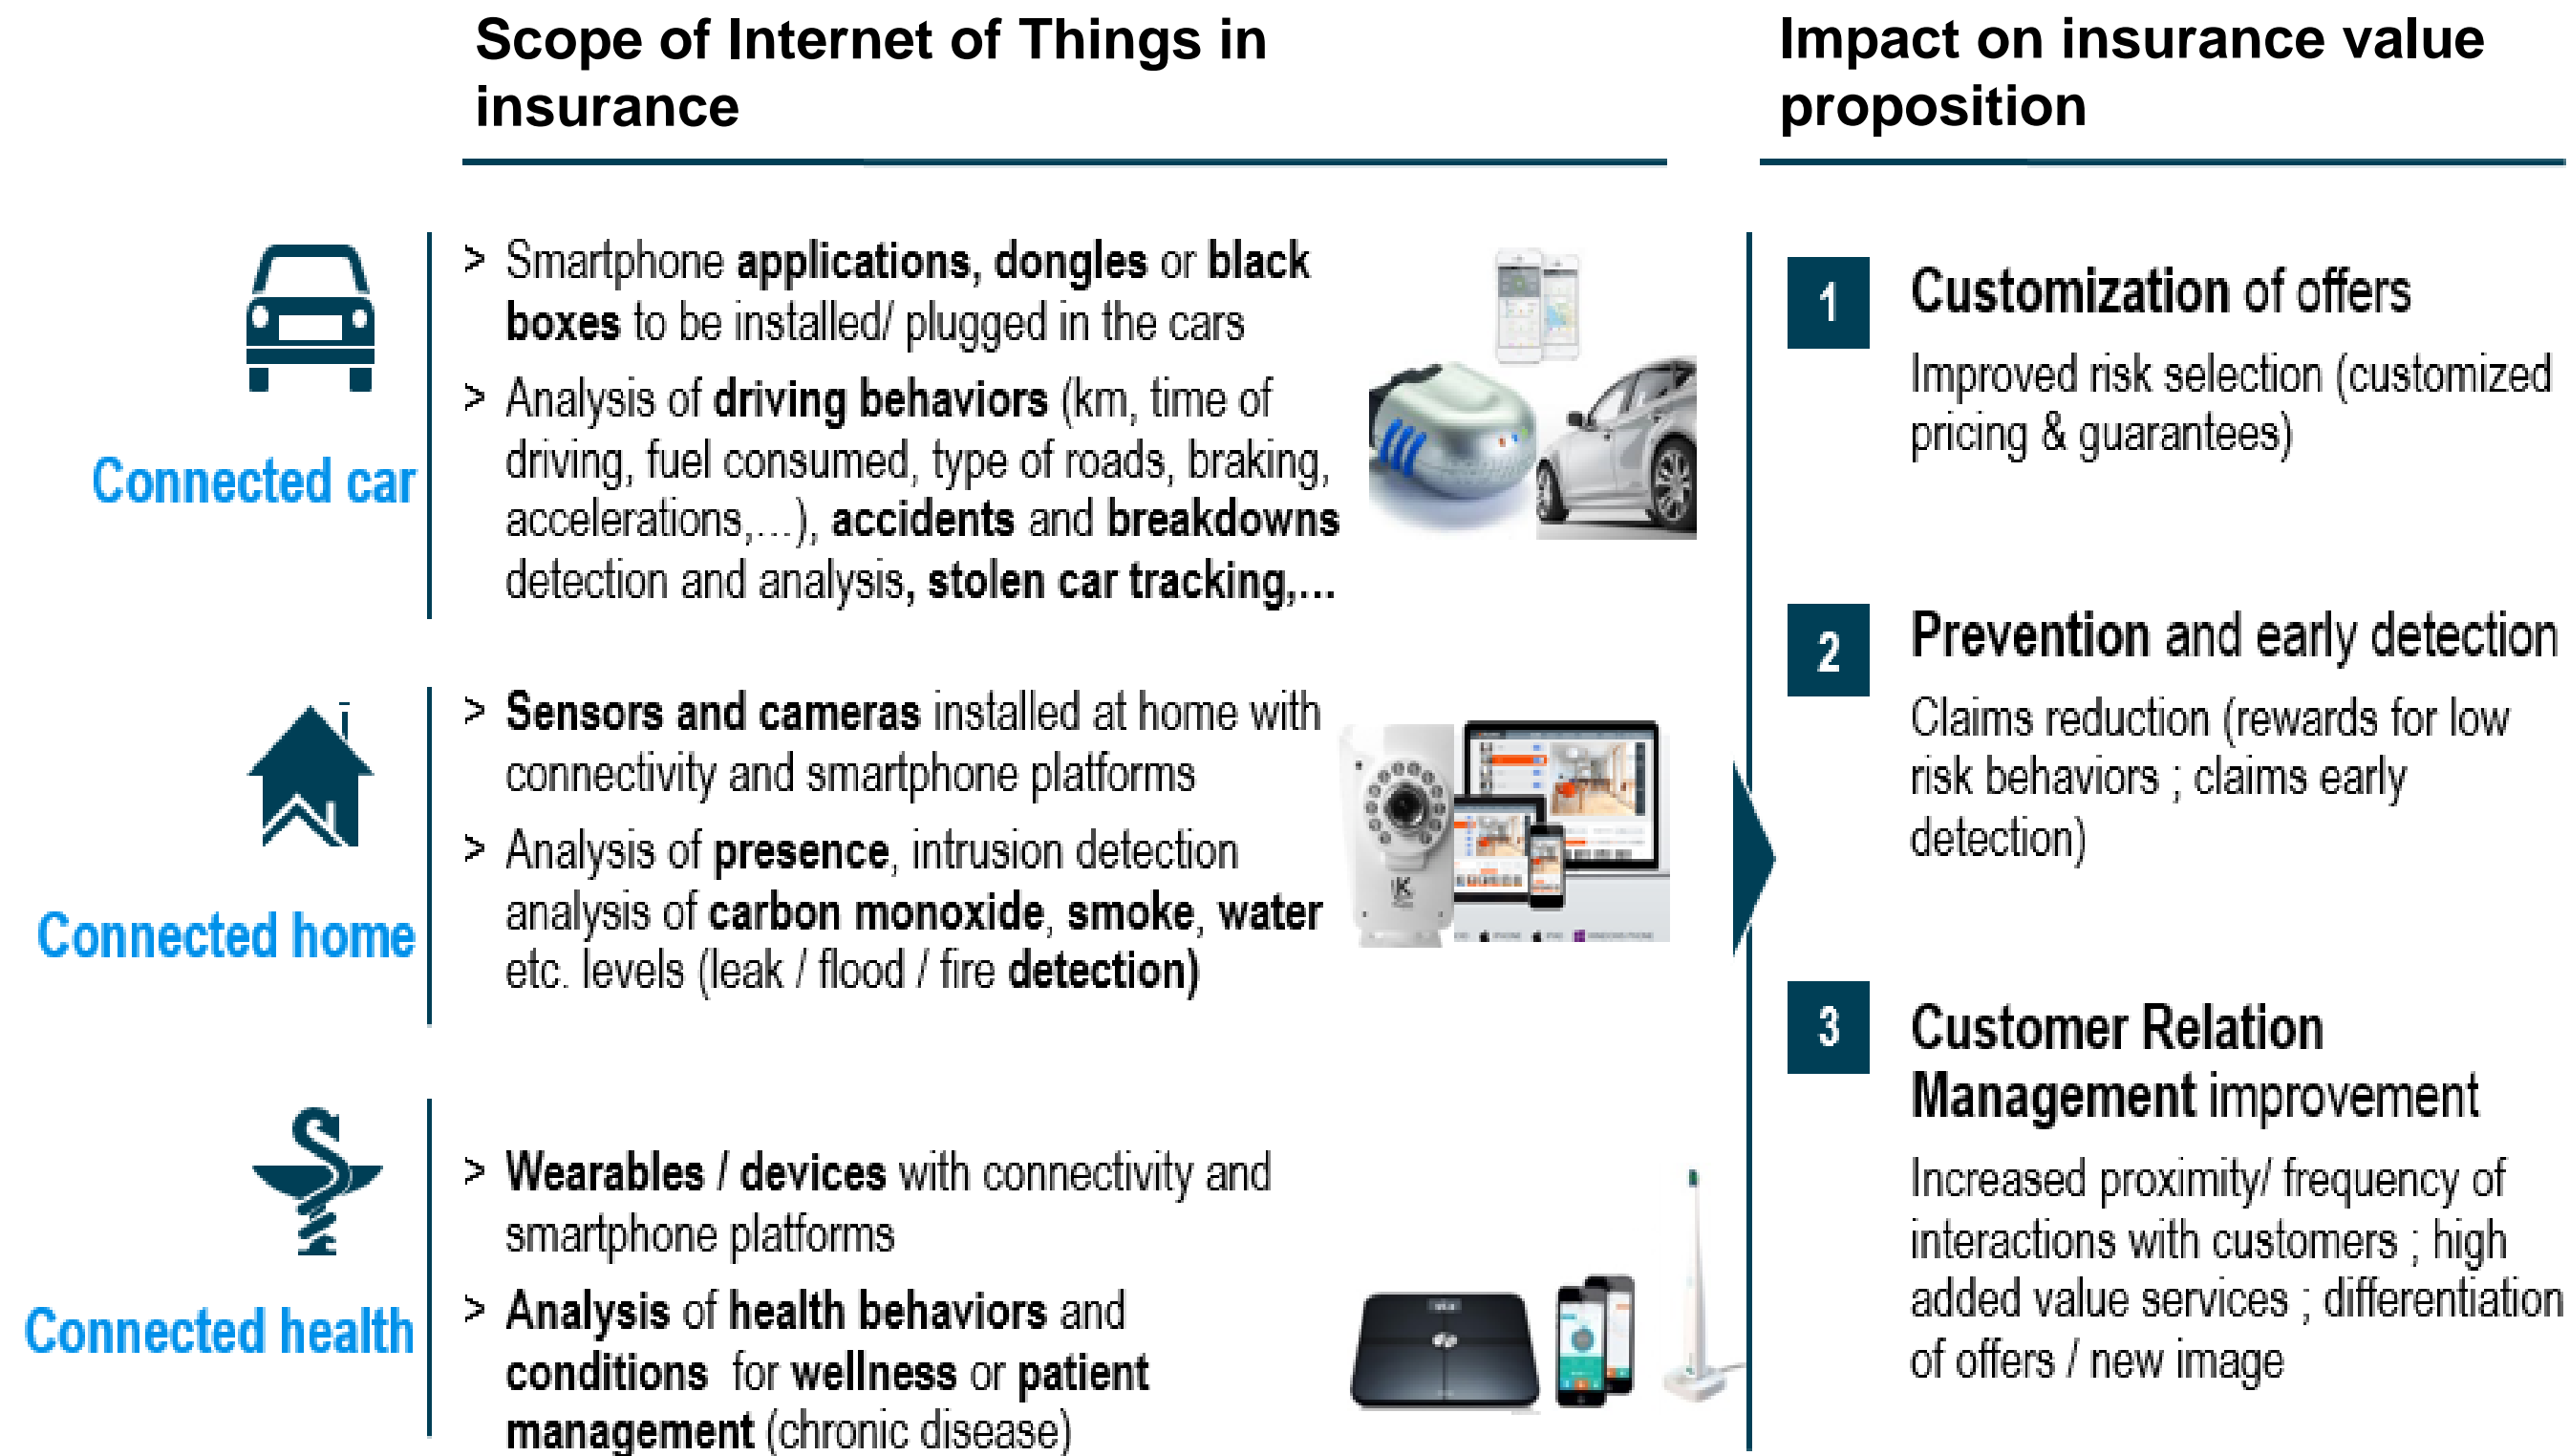 Scope of Internet of Things in
insurance
Impact on insurance value
proposition
Connected car
> Smartphone applications, dongles or black
boxes to be installed/ plugged in the cars
> Analysis of driving behaviors (km, time of
driving, fuel consumed, type of roads, braking,
accelerations,...), accidents and breakdowns
detection and analysis, stolen car tracking,...
Connected home
> Sensors and cameras installed at home with
connectivity and smartphone platforms
> Analysis of presence, intrusion detection
analysis of carbon monoxide, smoke, water
etc. levels (leak / flood / fire detection)
Connected health
> Wearables / devices with connectivity and
smartphone platforms
> Analysis of health behaviors and
conditions for wellness or patient
management (chronic disease)
1 Customization of offers
Improved risk selection (customized
pricing & guarantees)
2 Prevention and early detection
Claims reduction (rewards for low
risk behaviors ; claims early
detection)
3 Customer Relation
Management improvement
Increased proximity/ frequency of
interactions with customers ; high
added value services ; differentiation
of offers / new image